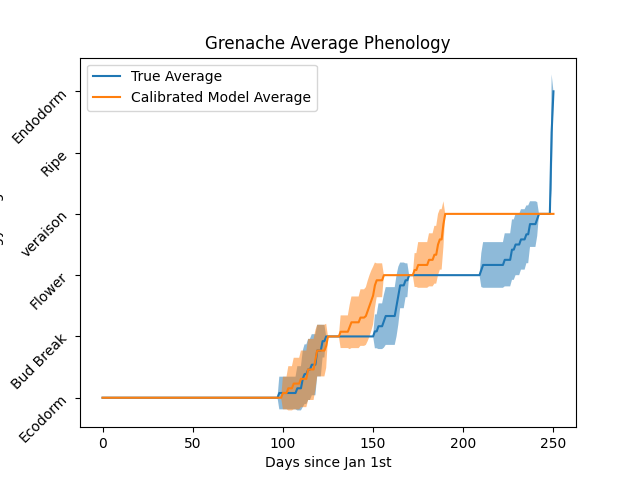 Grenache Average Phenology
True Average
Calibrated Model Average
Endodorm
Ripe
veraison
Flower
Bud Break
Ecodorm
0 50 100 150 200 250
Days since Jan 1st